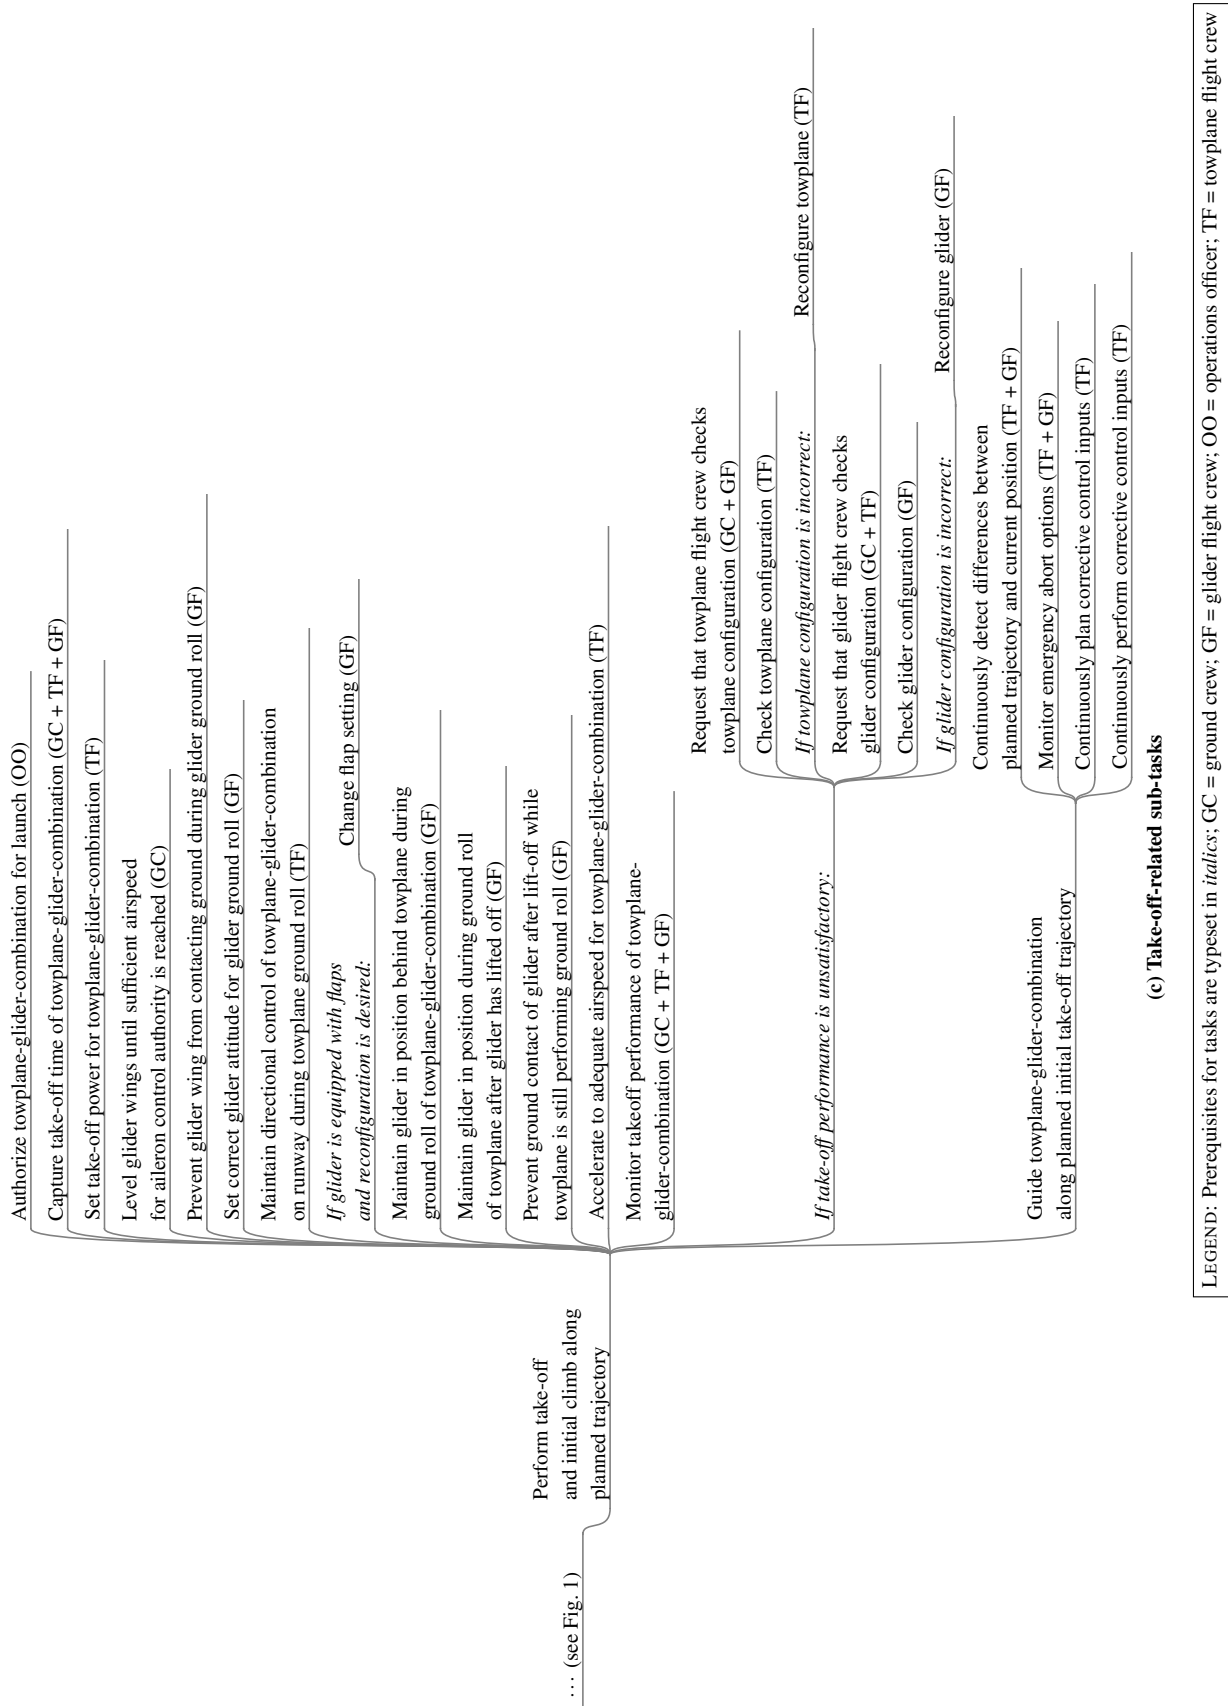 ··· (see Fig. 1)
Perform take-off
and initial climb along
planned trajectory
Authorize towplane-glider-combination for launch (OO)
Capture take-off time of towplane-glider-combination (GC + TF + GF)
Set take-off power for towplane-glider-combination (TF)
Level glider wings until sufficient airspeed
for aileron control authority is reached (GC)
Prevent glider wing from contacting ground during glider ground roll (GF)
Set correct glider attitude for glider ground roll (GF)
Maintain directional control of towplane-glider-combination
on runway during towplane ground roll (TF)
If glider is equipped with flaps
and reconfiguration is desired:
Change flap setting (GF)
Maintain glider in position behind towplane during
ground roll of towplane-glider-combination (GF)
Maintain glider in position during ground roll
of towplane after glider has lifted off (GF)
Prevent ground contact of glider after lift-off while
towplane is still performing ground roll (GF)
Accelerate to adequate airspeed for towplane-glider-combination (TF)
Monitor takeoff performance of towplane-
glider-combination (GC + TF + GF)
If take-off performance is unsatisfactory:
Request that towplane flight crew checks
towplane configuration (GC + GF)
Check towplane configuration (TF)
If towplane configuration is incorrect:
Reconfigure towplane (TF)
Request that glider flight crew checks
glider configuration (GC + TF)
Check glider configuration (GF)
If glider configuration is incorrect:
Reconfigure glider (GF)
Guide towplane-glider-combination
along planned initial take-off trajectory
Continuously detect differences between
planned trajectory and current position (TF + GF)
Monitor emergency abort options (TF + GF)
Continuously plan corrective control inputs (TF)
Continuously perform corrective control inputs (TF)
(c) Take-off-related sub-tasks
LEGEND: Prerequisites for tasks are typeset in italics; GC = ground crew; GF = glider flight crew; OO = operations officer; TF = towplane flight crew